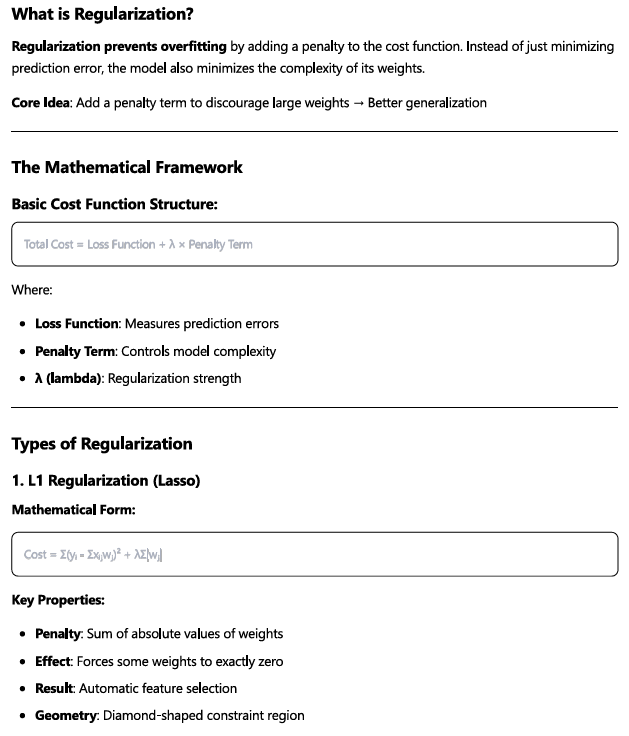 What is Regularization?
Regularization prevents overfitting by adding a penalty to the cost function. Instead of just minimizing
prediction error, the model also minimizes the complexity of its weights.
Core Idea: Add a penalty term to discourage large weights → Better generalization
The Mathematical Framework
Basic Cost Function Structure:
Total Cost = Loss Function + λ × Penalty Term
Where:
• Loss Function: Measures prediction errors
• Penalty Term: Controls model complexity
• λ (lambda): Regularization strength
Types of Regularization
1. L1 Regularization (Lasso)
Mathematical Form:
Cost = Σ(yᵢ - Σxᵢⱼwⱼ)² + λΣ|wⱼ|
Key Properties:
• Penalty: Sum of absolute values of weights
• Effect: Forces some weights to exactly zero
• Result: Automatic feature selection
• Geometry: Diamond-shaped constraint region